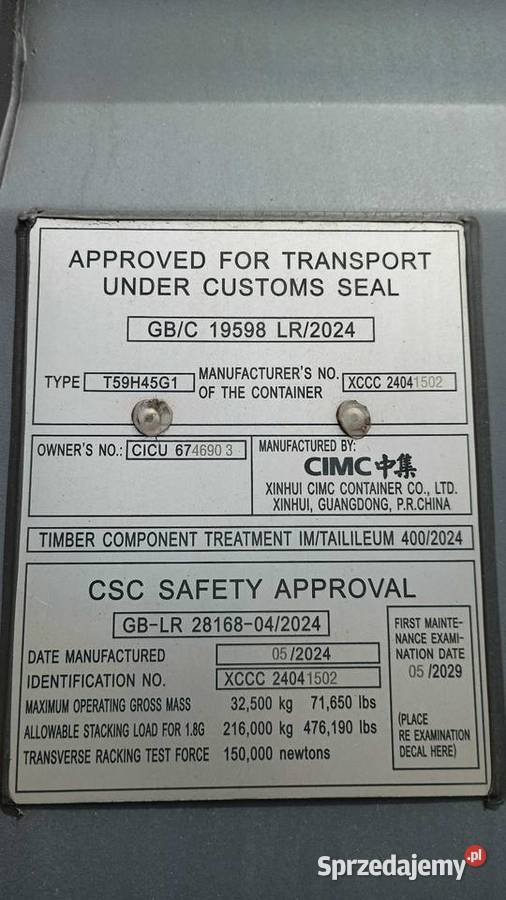 APPROVED FOR TRANSPORT
UNDER CUSTOMS SEAL
GB/C 19598 LR/2024
TYPE T59H45G1
MANUFACTURER'S NO.
OF THE CONTAINER
XCCC 24041502
OWNER'S NO.: CICU 674690 3
MANUFACTURED BY:
CIMC中集
XINHUI CIMC CONTAINER CO., LTD.
XINHUI, GUANGDONG, P.R.CHINA
TIMBER COMPONENT TREATMENT IM/TAILILEUM 400/2024
CSC SAFETY APPROVAL
GB-LR 28168-04/2024
DATE MANUFACTURED 05/2024
IDENTIFICATION NO. XCCC 24041502
MAXIMUM OPERATING GROSS MASS 32,500 kg 71,650 lbs
ALLOWABLE STACKING LOAD FOR 1.8G 216,000 kg 476,190 lbs
TRANSVERSE RACKING TEST FORCE 150,000 newtons
FIRST MAINTE-
NANCE EXAMI-
NATION DATE
05/2029
(PLACE
RE EXAMINATION
DECAL HERE)
Sprzedajemy.pl